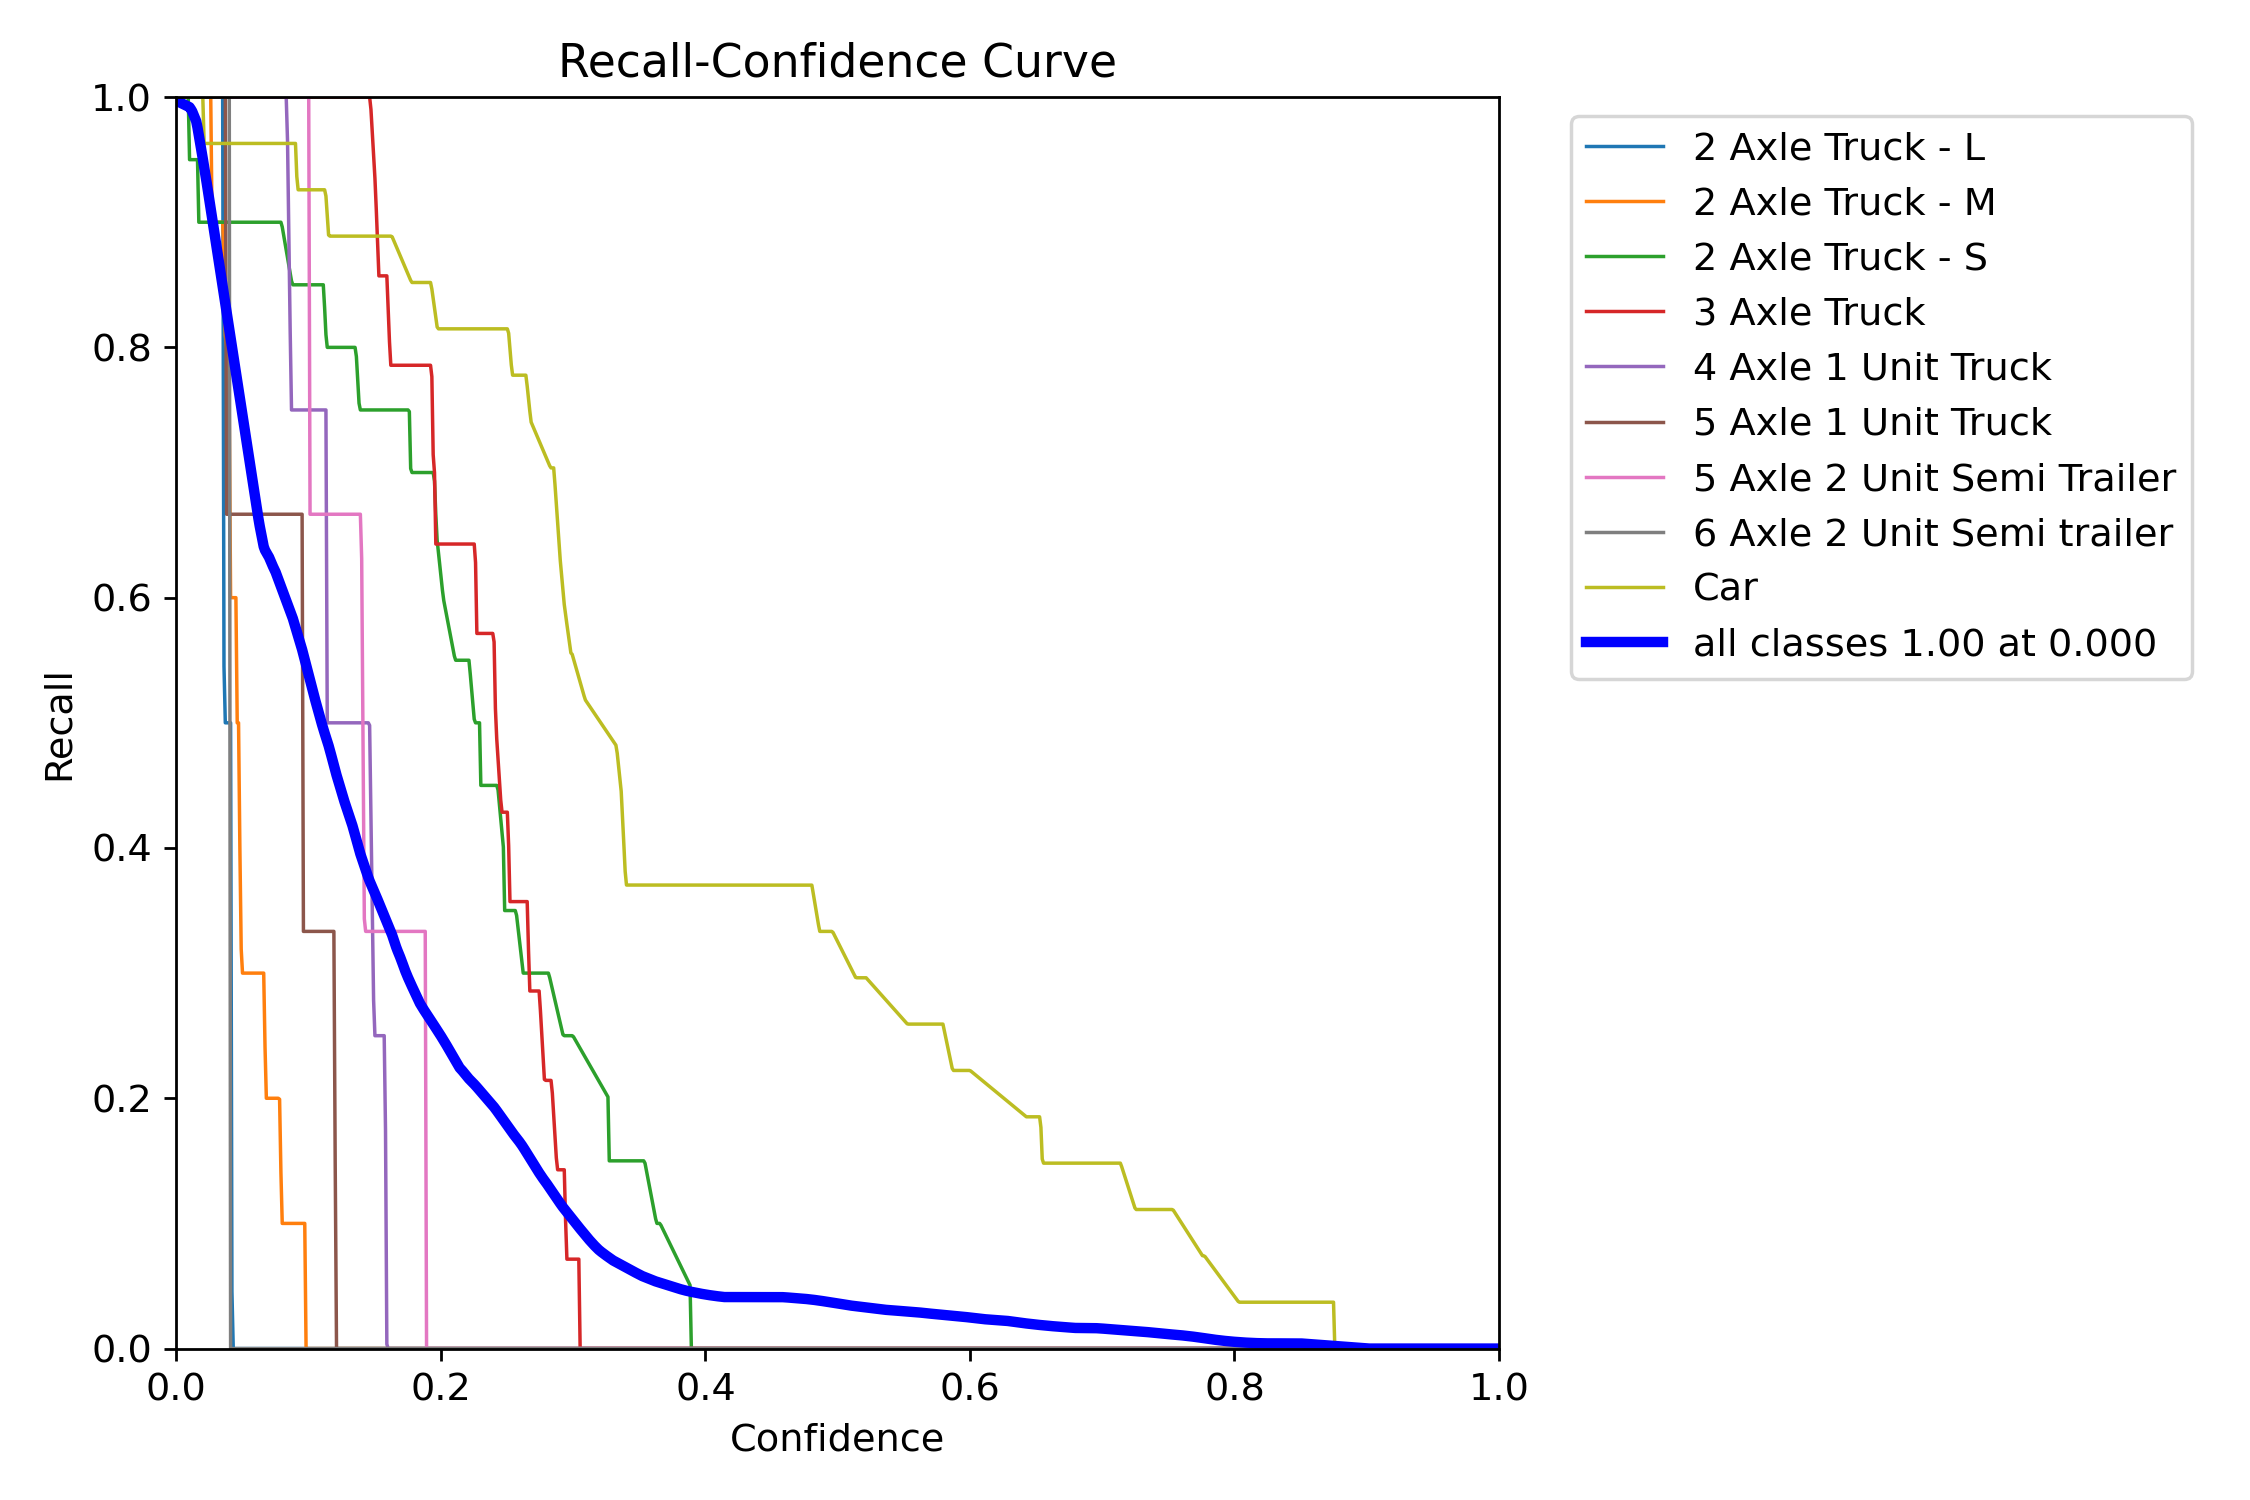 Recall-Confidence Curve
1.0
0.8
0.6
0.4
0.2
0.0
Recall
0.0 0.2 0.4 0.6 0.8 1.0
Confidence
2 Axle Truck - L
2 Axle Truck - M
2 Axle Truck - S
3 Axle Truck
4 Axle 1 Unit Truck
5 Axle 1 Unit Truck
5 Axle 2 Unit Semi Trailer
6 Axle 2 Unit Semi trailer
Car
all classes 1.00 at 0.000